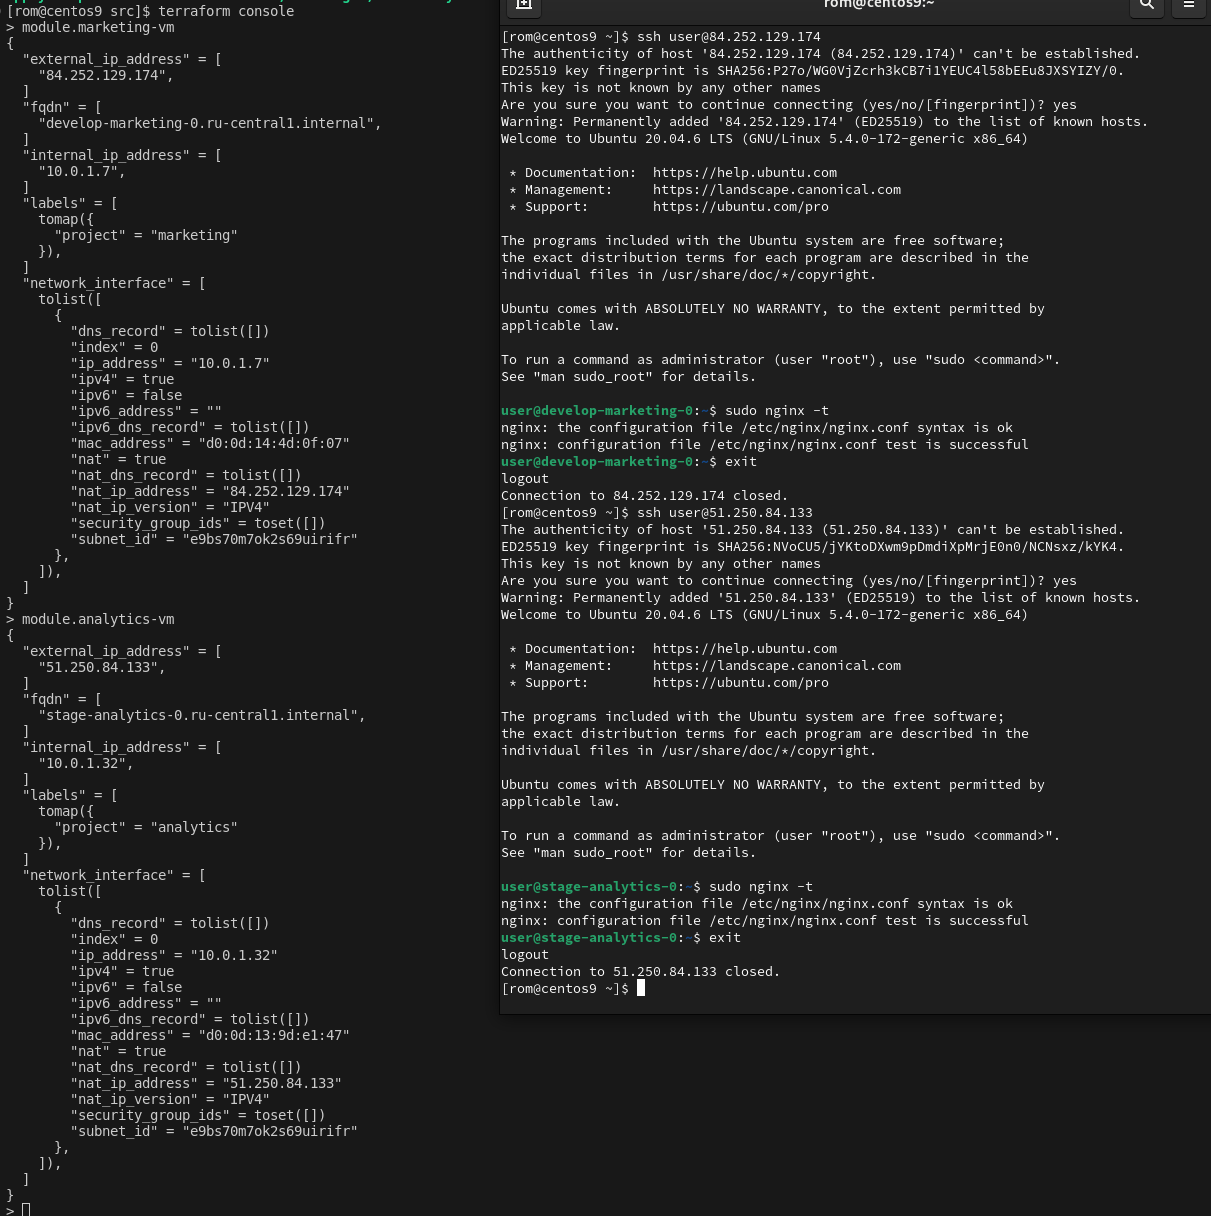 [rom@centos9 src]$ terraform console
> module.marketing-vm
{
  "external_ip_address" = [
    "84.252.129.174",
  ]
  "fqdn" = [
    "develop-marketing-0.ru-central1.internal",
  ]
  "internal_ip_address" = [
    "10.0.1.7",
  ]
  "labels" = [
    tomap({
      "project" = "marketing"
    }),
  ]
  "network_interface" = [
    tolist([
      {
        "dns_record" = tolist([])
        "index" = 0
        "ip_address" = "10.0.1.7"
        "ipv4" = true
        "ipv6" = false
        "ipv6_address" = ""
        "ipv6_dns_record" = tolist([])
        "mac_address" = "d0:0d:14:4d:0f:07"
        "nat" = true
        "nat_dns_record" = tolist([])
        "nat_ip_address" = "84.252.129.174"
        "nat_ip_version" = "IPV4"
        "security_group_ids" = toset([])
        "subnet_id" = "e9bs70m7ok2s69uirifr"
      },
    ]),
  ]
}
> module.analytics-vm
{
  "external_ip_address" = [
    "51.250.84.133",
  ]
  "fqdn" = [
    "stage-analytics-0.ru-central1.internal",
  ]
  "internal_ip_address" = [
    "10.0.1.32",
  ]
  "labels" = [
    tomap({
      "project" = "analytics"
    }),
  ]
  "network_interface" = [
    tolist([
      {
        "dns_record" = tolist([])
        "index" = 0
        "ip_address" = "10.0.1.32"
        "ipv4" = true
        "ipv6" = false
        "ipv6_address" = ""
        "ipv6_dns_record" = tolist([])
        "mac_address" = "d0:0d:13:9d:e1:47"
        "nat" = true
        "nat_dns_record" = tolist([])
        "nat_ip_address" = "51.250.84.133"
        "nat_ip_version" = "IPV4"
        "security_group_ids" = toset([])
        "subnet_id" = "e9bs70m7ok2s69uirifr"
      },
    ]),
  ]
}
>
rom@centos9:~
[rom@centos9 ~]$ ssh user@84.252.129.174
The authenticity of host '84.252.129.174 (84.252.129.174)' can't be established.
ED25519 key fingerprint is SHA256:P27o/WG0VjZcrh3kCB7i1YEUC4l58bEEu8JXSYIZY/0.
This key is not known by any other names
Are you sure you want to continue connecting (yes/no/[fingerprint])? yes
Warning: Permanently added '84.252.129.174' (ED25519) to the list of known hosts.
Welcome to Ubuntu 20.04.6 LTS (GNU/Linux 5.4.0-172-generic x86_64)
 * Documentation:  https://help.ubuntu.com
 * Management:     https://landscape.canonical.com
 * Support:        https://ubuntu.com/pro
The programs included with the Ubuntu system are free software;
the exact distribution terms for each program are described in the
individual files in /usr/share/doc/*/copyright.
Ubuntu comes with ABSOLUTELY NO WARRANTY, to the extent permitted by
applicable law.
To run a command as administrator (user "root"), use "sudo <command>".
See "man sudo_root" for details.
user@develop-marketing-0:~$ sudo nginx -t
nginx: the configuration file /etc/nginx/nginx.conf syntax is ok
nginx: configuration file /etc/nginx/nginx.conf test is successful
user@develop-marketing-0:~$ exit
logout
Connection to 84.252.129.174 closed.
[rom@centos9 ~]$ ssh user@51.250.84.133
The authenticity of host '51.250.84.133 (51.250.84.133)' can't be established.
ED25519 key fingerprint is SHA256:NVoCU5/jYKtoDXwm9pDmdiXpMrjE0n0/NCNsxz/kYK4.
This key is not known by any other names
Are you sure you want to continue connecting (yes/no/[fingerprint])? yes
Warning: Permanently added '51.250.84.133' (ED25519) to the list of known hosts.
Welcome to Ubuntu 20.04.6 LTS (GNU/Linux 5.4.0-172-generic x86_64)
 * Documentation:  https://help.ubuntu.com
 * Management:     https://landscape.canonical.com
 * Support:        https://ubuntu.com/pro
The programs included with the Ubuntu system are free software;
the exact distribution terms for each program are described in the
individual files in /usr/share/doc/*/copyright.
Ubuntu comes with ABSOLUTELY NO WARRANTY, to the extent permitted by
applicable law.
To run a command as administrator (user "root"), use "sudo <command>".
See "man sudo_root" for details.
user@stage-analytics-0:~$ sudo nginx -t
nginx: the configuration file /etc/nginx/nginx.conf syntax is ok
nginx: configuration file /etc/nginx/nginx.conf test is successful
user@stage-analytics-0:~$ exit
logout
Connection to 51.250.84.133 closed.
[rom@centos9 ~]$